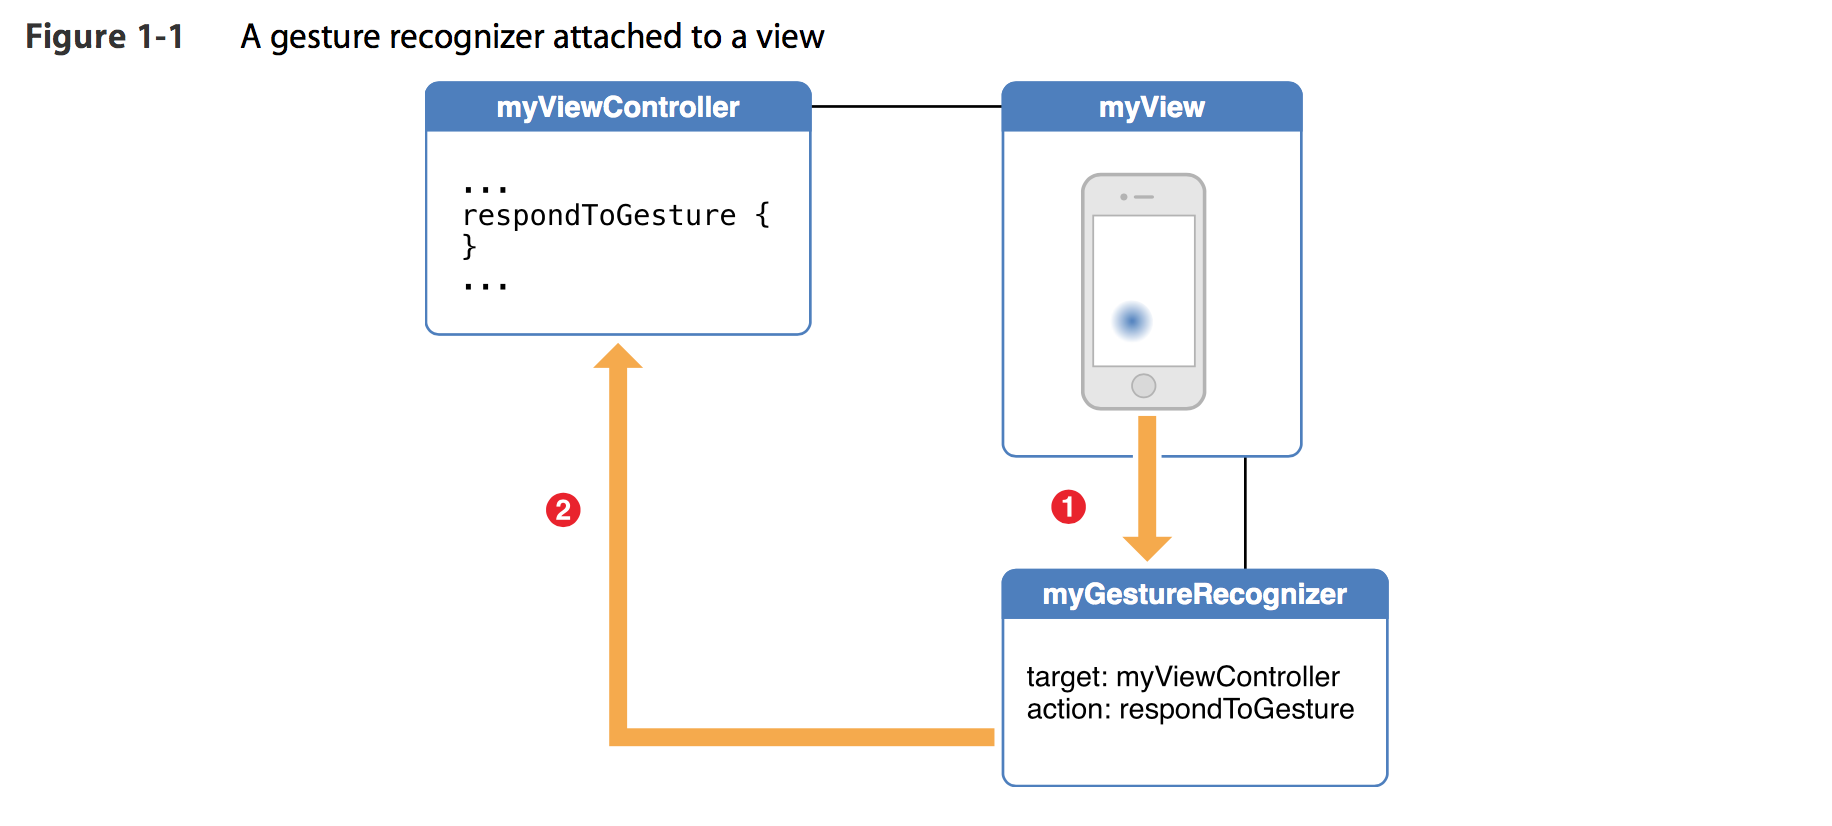 Figure 1-1 A gesture recognizer attached to a view
myViewController
...
respondToGesture {
}
...
myView
2
1
myGestureRecognizer
target: myViewController
action: respondToGesture